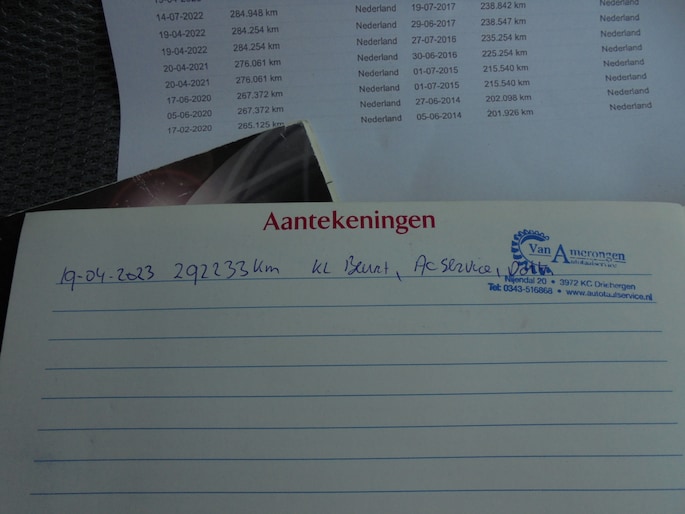 14-07-2022 284.948 km Nederland 19-07-2017 238.842 km Nederland
19-04-2022 284.254 km Nederland 29-06-2017 238.547 km Nederland
19-04-2022 284.254 km Nederland 27-07-2016 235.254 km Nederland
20-04-2021 276.061 km Nederland 30-06-2016 225.254 km Nederland
20-04-2021 276.061 km Nederland 01-07-2015 215.540 km Nederland
17-06-2020 267.372 km Nederland 01-07-2015 215.540 km Nederland
05-06-2020 267.372 km Nederland 27-06-2014 202.098 km Nederland
17-02-2020 265.125 km Nederland 05-06-2014 201.926 km Nederland
Aantekeningen
Van Amerongen
Autotaalservice
19-04-2023 292233 Km KL Beurt, Ac Service,
Nijendal 20 • 3972 KC Driebergen
Tel: 0343-516868 • www.autotaalservice.nl